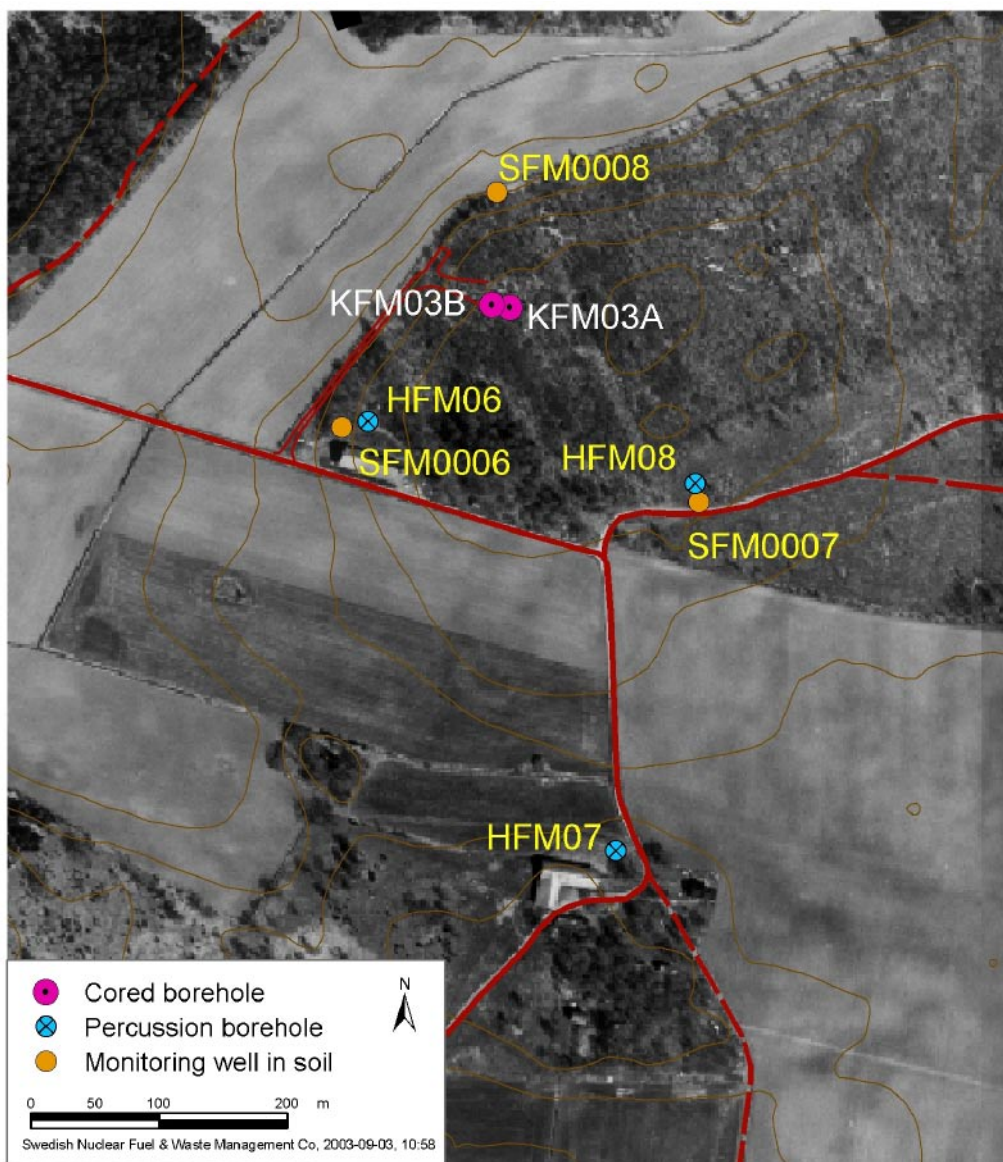 SFM0008
KFM03B
KFM03A
HFM06
SFM0006
HFM08
SFM0007
HFM07
Cored borehole
Percussion borehole
Monitoring well in soil
N
0 50 100 200 m
Swedish Nuclear Fuel & Waste Management Co, 2003-09-03, 10:58